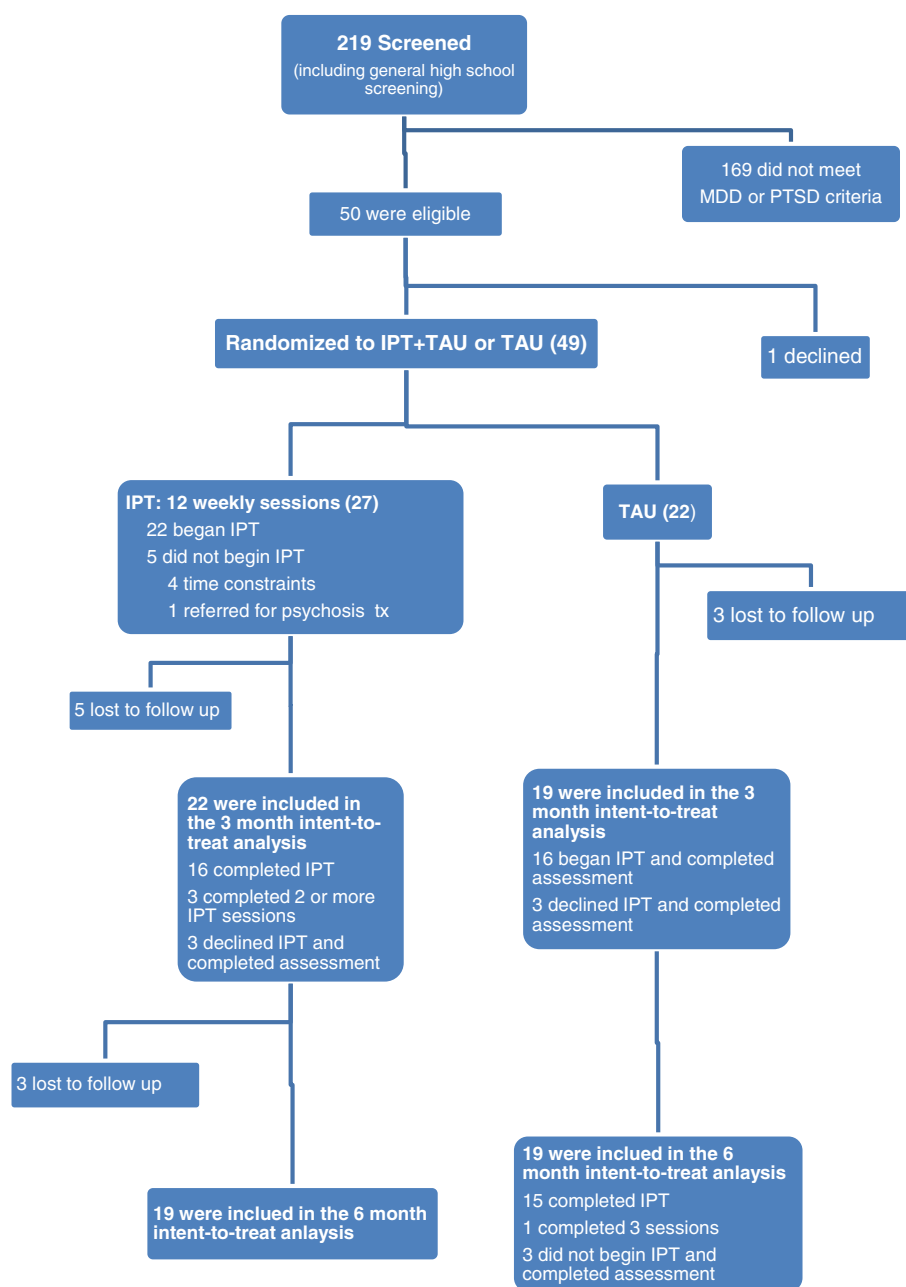 219 Screened
(including general high school
screening)
169 did not meet
MDD or PTSD criteria
50 were eligible
Randomized to IPT+TAU or TAU (49)
1 declined
IPT: 12 weekly sessions (27)
22 began IPT
5 did not begin IPT
4 time constraints
1 referred for psychosis tx
TAU (22)
3 lost to follow up
5 lost to follow up
22 were included in
the 3 month intent-to-
treat analysis
16 completed IPT
3 completed 2 or more
IPT sessions
3 declined IPT and
completed assessment
19 were included in the 3
month intent-to-treat
analysis
16 began IPT and completed
assessment
3 declined IPT and completed
assessment
3 lost to follow up
19 were inclued in the 6 month
intent-to-treat anlaysis
19 were inclued in the 6
month intent-to-treat anlaysis
15 completed IPT
1 completed 3 sessions
3 did not begin IPT and
completed assessment